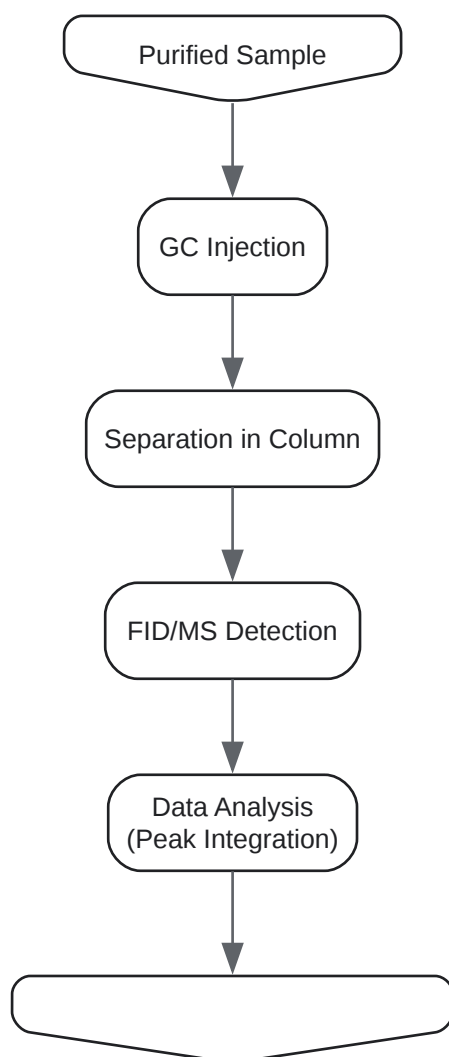 Purified Sample
GC Injection
Separation in Column
FID/MS Detection
Data Analysis
(Peak Integration)